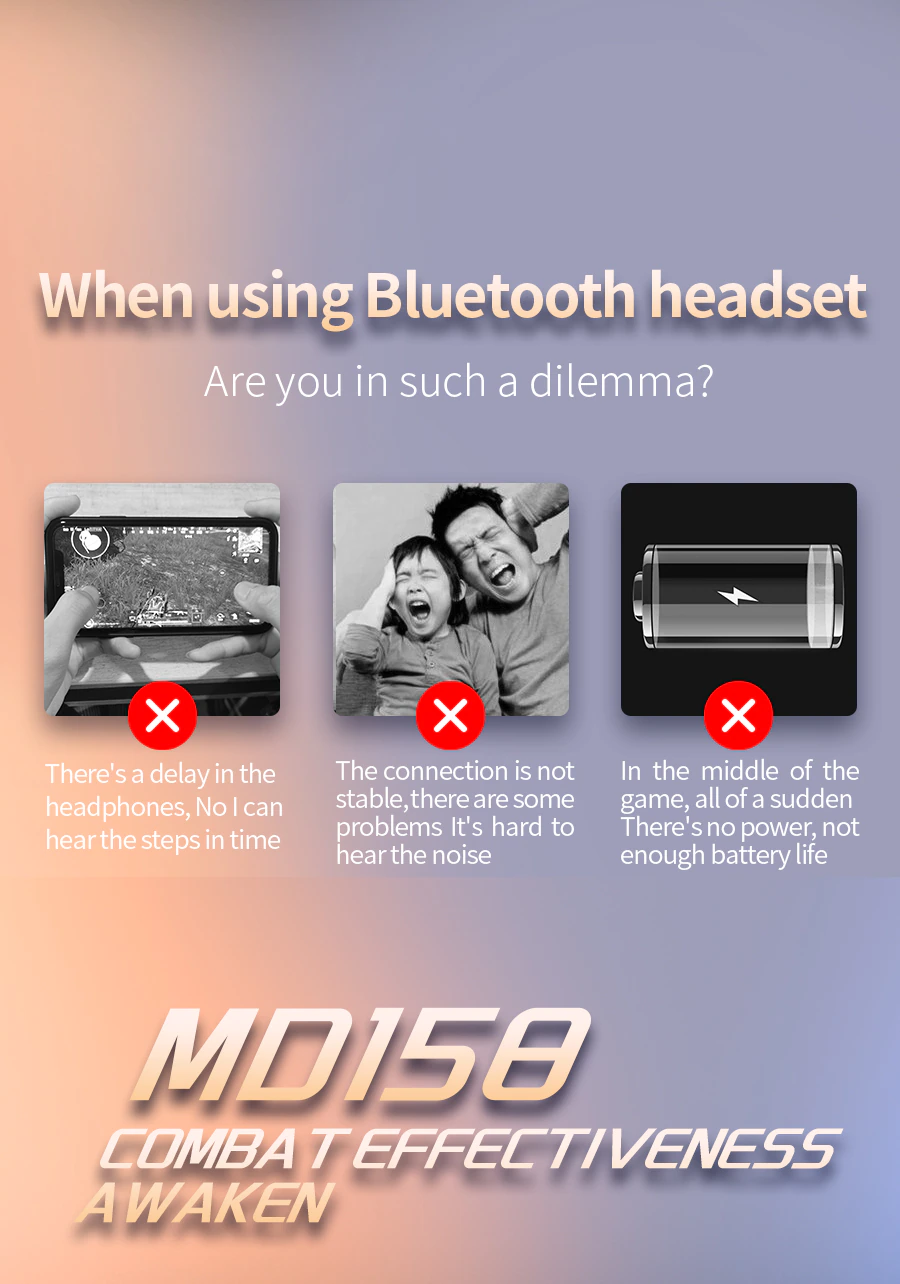 When using Bluetooth headset
Are you in such a dilemma?
There's a delay in the
headphones, No I can
hear the steps in time
The connection is not
stable,there are some
problems It's hard to
hear the noise
In the middle of the
game, all of a sudden
There's no power, not
enough battery life
MD158
COMBAT EFFECTIVENESS
AWAKEN